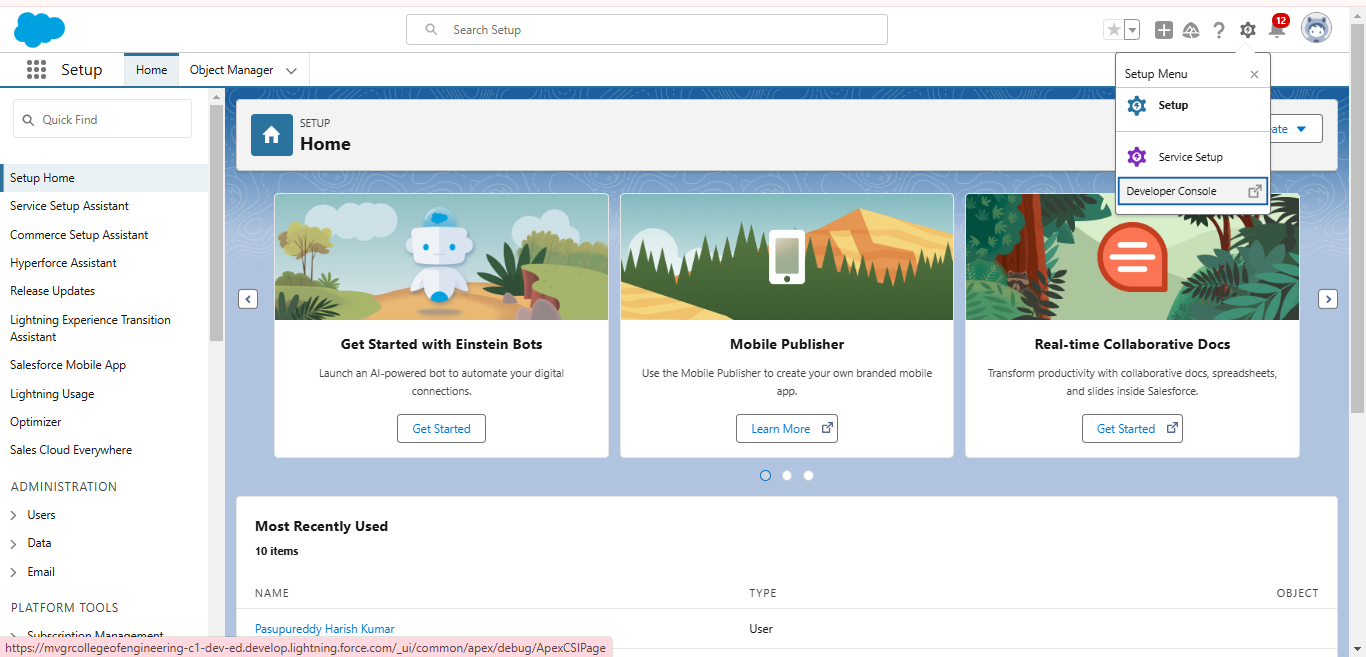 Search Setup
12
Setup
Home
Object Manager
Setup Menu
Setup
Service Setup
Developer Console
Quick Find
Setup Home
Service Setup Assistant
Commerce Setup Assistant
Hyperforce Assistant
Release Updates
Lightning Experience Transition
Assistant
Salesforce Mobile App
Lightning Usage
Optimizer
Sales Cloud Everywhere
ADMINISTRATION
Users
Data
Email
PLATFORM TOOLS
Subscription Management
SETUP
Home
eate
Get Started with Einstein Bots
Launch an AI-powered bot to automate your digital
connections.
Get Started
Mobile Publisher
Use the Mobile Publisher to create your own branded mobile
app.
Learn More
Real-time Collaborative Docs
Transform productivity with collaborative docs, spreadsheets,
and slides inside Salesforce.
Get Started
Most Recently Used
10 items
NAME TYPE OBJECT
Pasupureddy Harish Kumar User
https://mvgrcollegeofengineering-c1-dev-ed.develop.lightning.force.com/_ui/common/apex/debug/ApexCSIPage